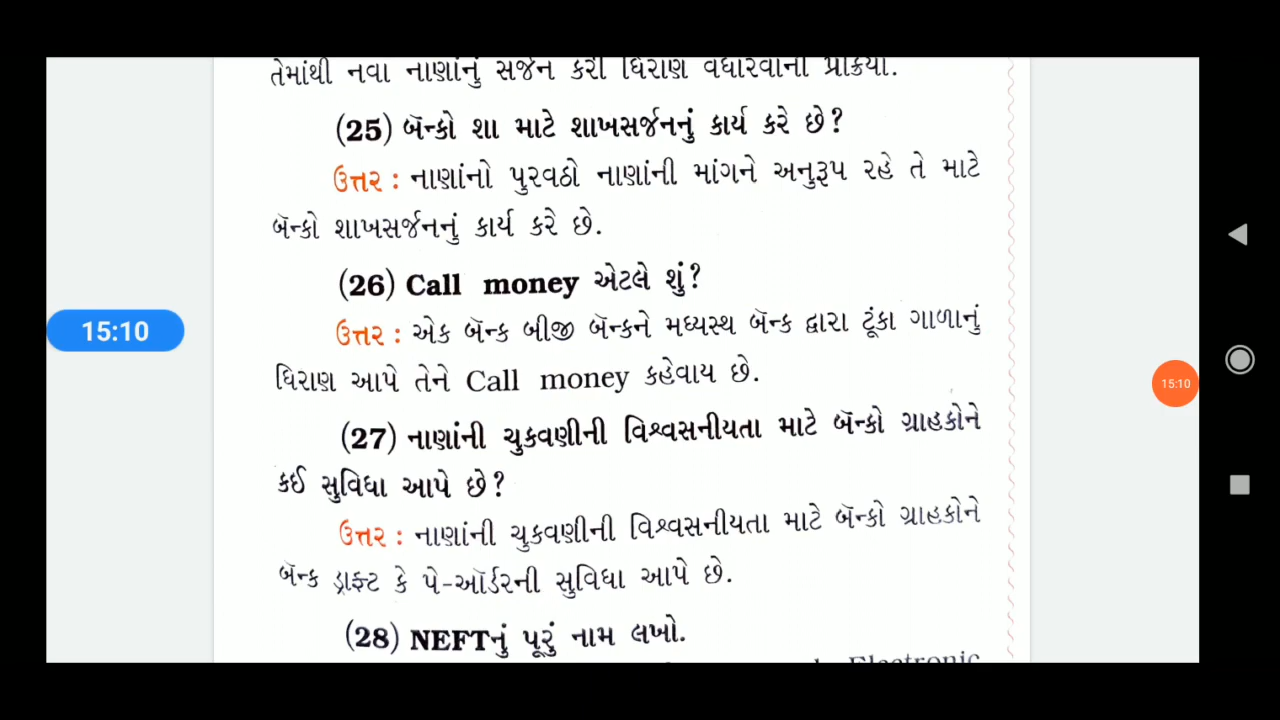 તેમાંથી નવા નાણાંનું સર્જન કરી ધિરાણ વધારવાની પ્રક્રિયા.
(25) બૅન્કો શા માટે શાખસર્જનનું કાર્ય કરે છે?
ઉત્તર : નાણાંનો પુરવઠો નાણાંની માંગને અનુરૂપ રહે તે માટે
બૅન્કો શાખસર્જનનું કાર્ય કરે છે.
(26) Call money એટલે શું?
15:10
ઉત્તર : એક બૅન્ક બીજી બૅન્કને મધ્યસ્થ બૅન્ક દ્વારા ટૂંકા ગાળાનું
ધિરાણ આપે તેને Call money કહેવાય છે.
15:10
(27) નાણાંની ચુકવણીની વિશ્વસનીયતા માટે બૅન્કો ગ્રાહકોને
કઈ સુવિધા આપે છે?
ઉત્તર : નાણાંની ચુકવણીની વિશ્વસનીયતા માટે બૅન્કો ગ્રાહકોને
બૅન્ક ડ્રાફ્ટ કે પે-ઑર્ડરની સુવિધા આપે છે.
(28) NEFTનું પૂરું નામ લખો.
Electronic